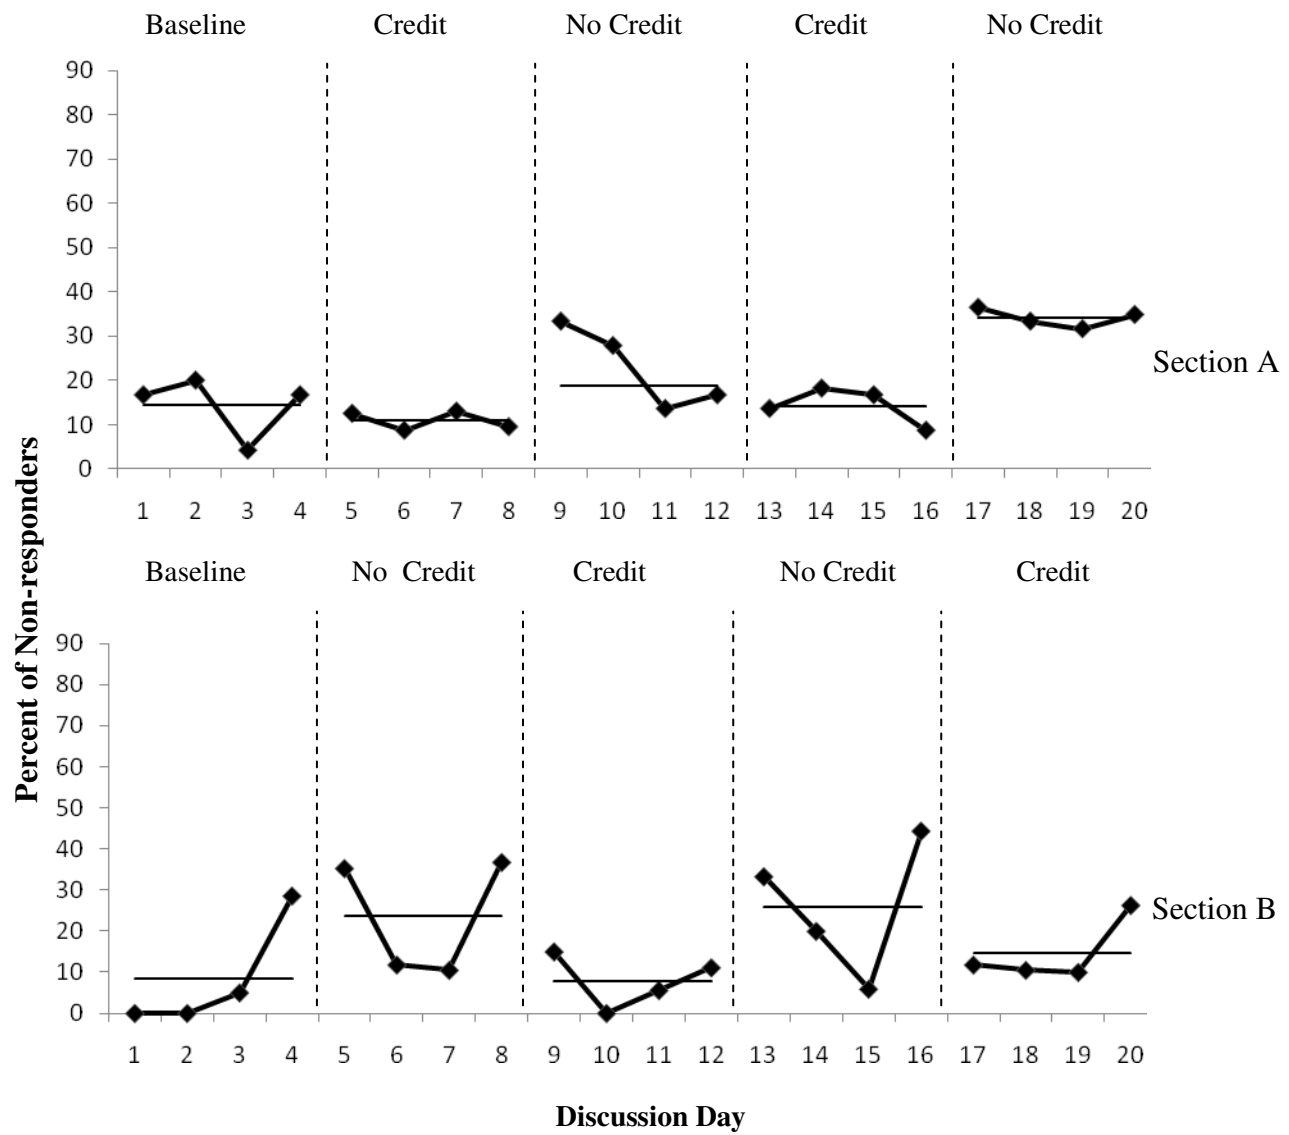 Baseline Credit No Credit Credit No Credit
90
80
70
60
50
40
30
20
10
0
Section A
1 2 3 4 5 6 7 8 9 10 11 12 13 14 15 16 17 18 19 20
Percent of Non-responders
Baseline No Credit Credit No Credit Credit
90
80
70
60
50
40
30
20
10
0
Section B
1 2 3 4 5 6 7 8 9 10 11 12 13 14 15 16 17 18 19 20
Discussion Day